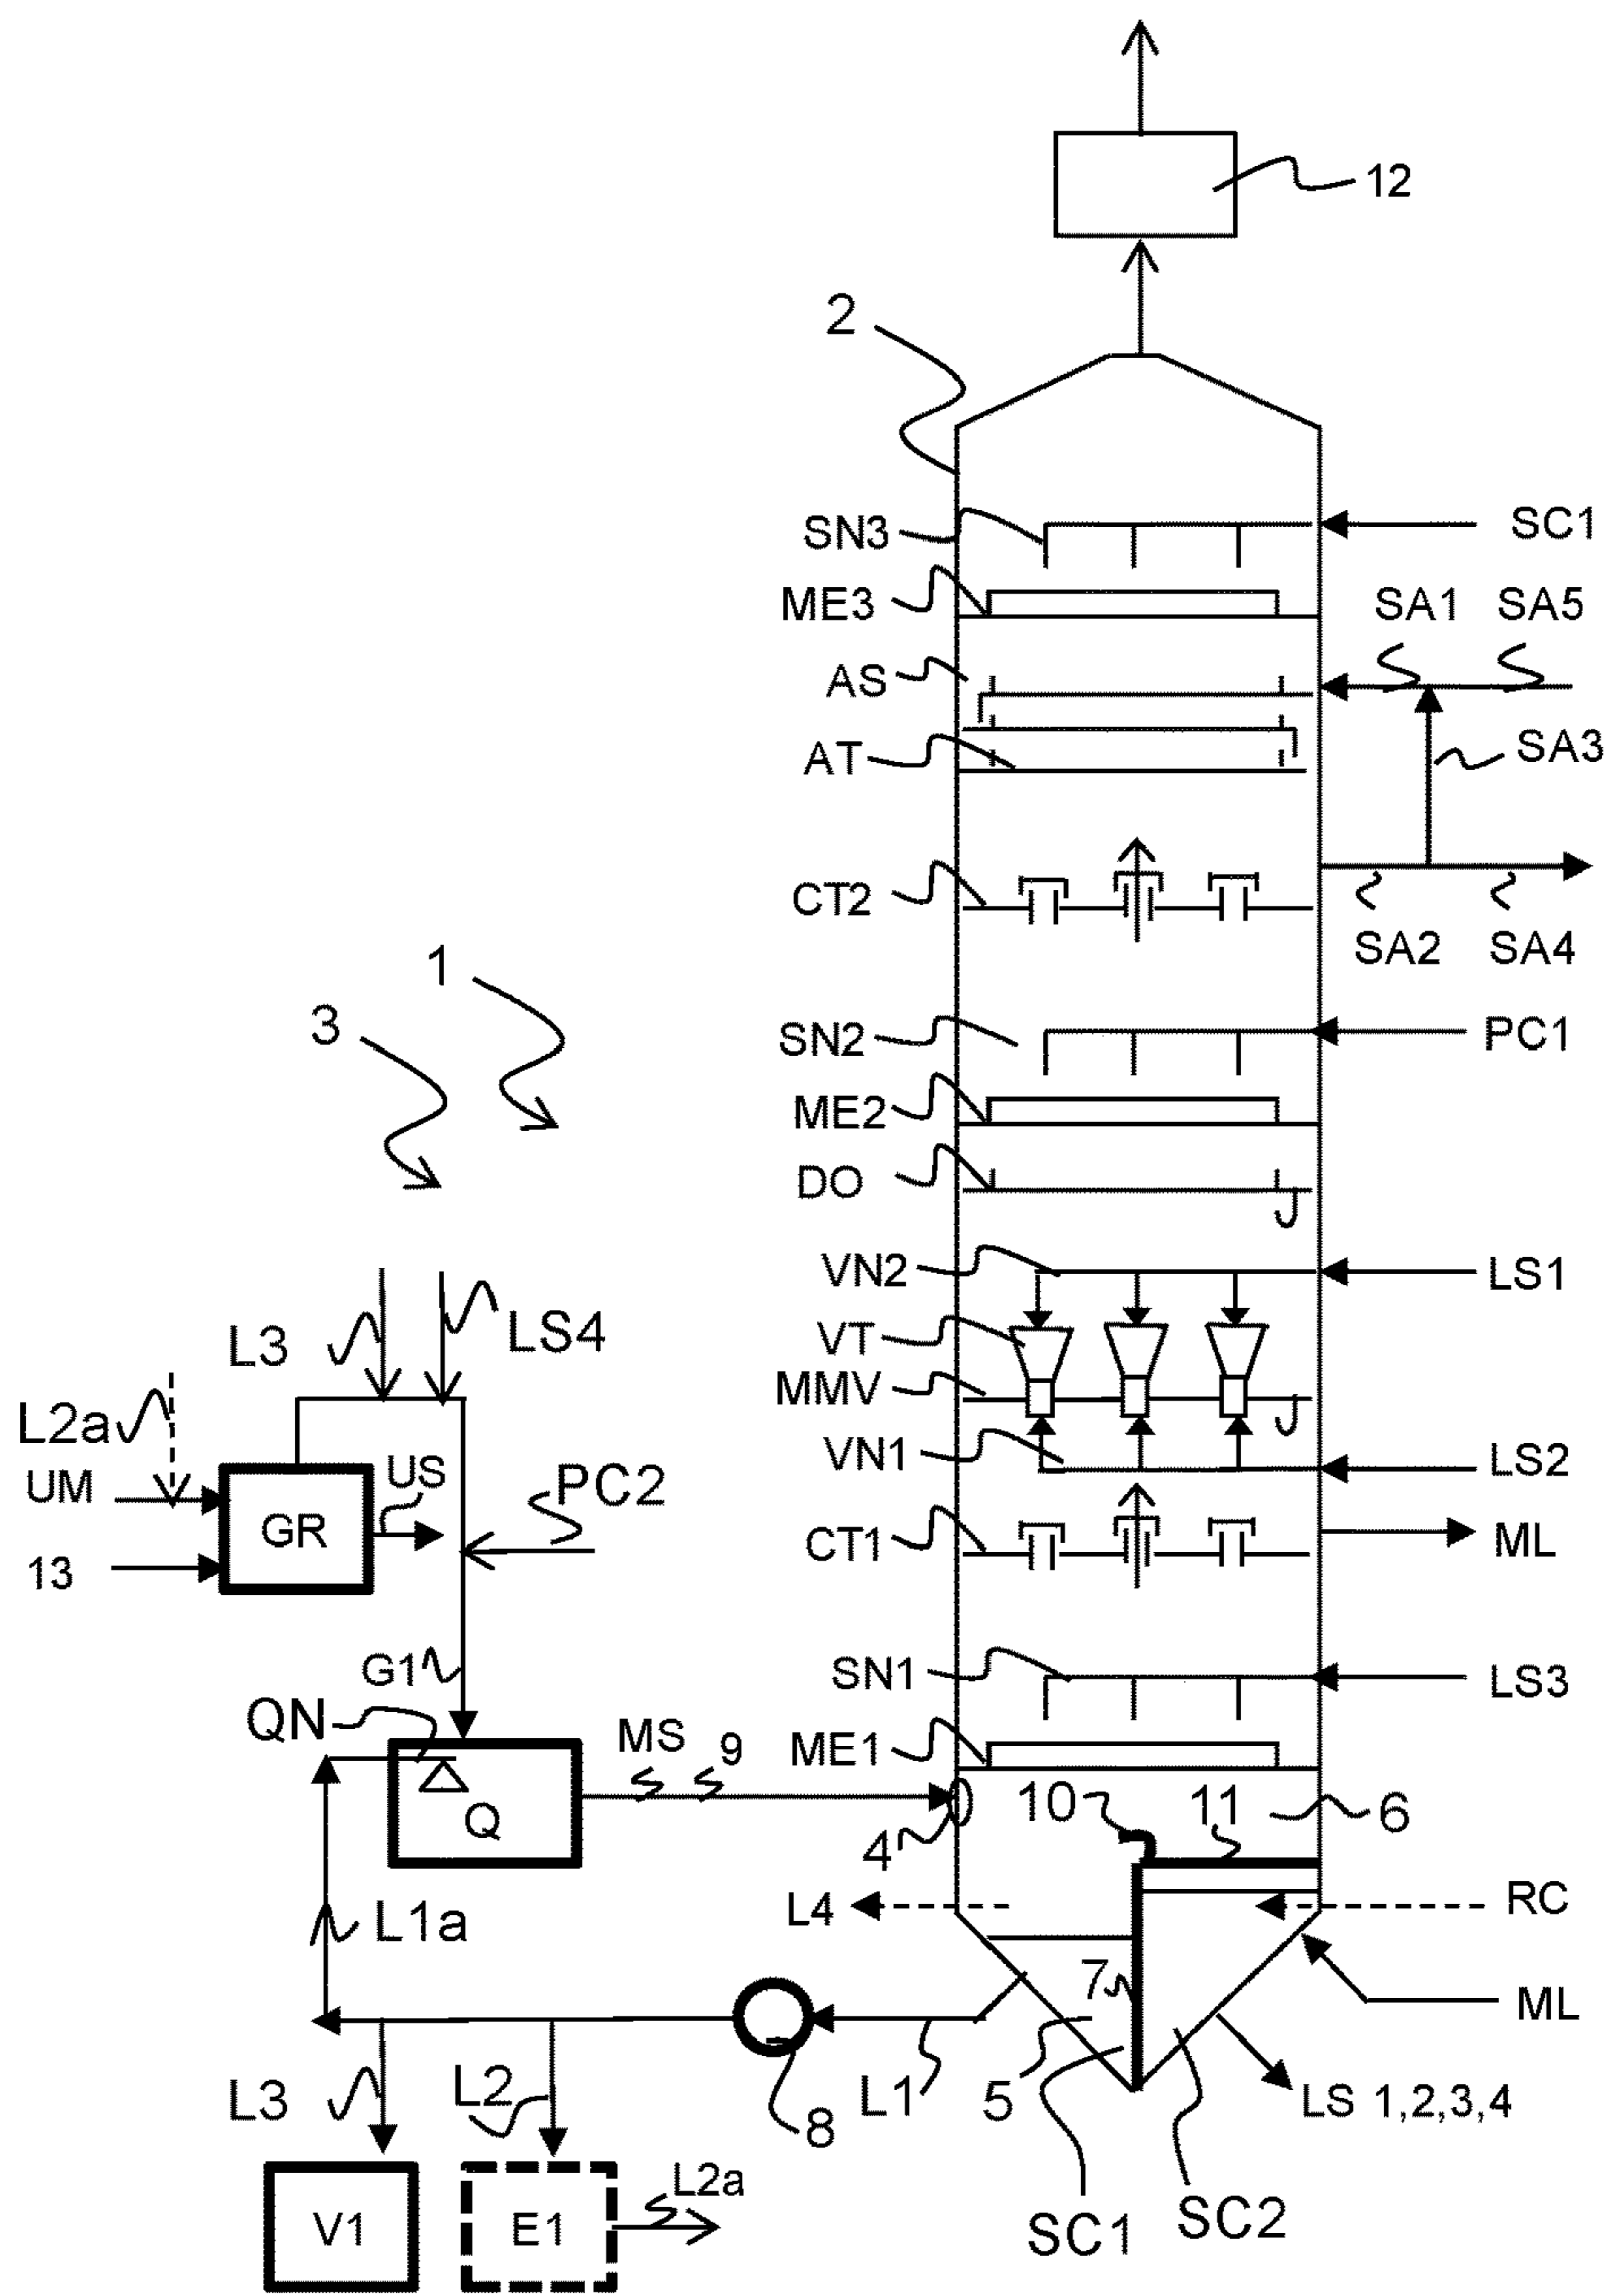 12
2
SN3
SC1
ME3
SA1
SA5
AS
SA3
AT
CT2
SA2
SA4
1
3
SN2
PC1
ME2
DO
VN2
LS1
L3
LS4
VT
L2a
MMV
UM
US
PC2
VN1
LS2
GR
CT1
ML
13
G1
SN1
LS3
QN
MS
9
ME1
10
11
6
Q
4
L4
RC
L1a
7
ML
L3
L2
8
L1
5
LS 1,2,3,4
V1
E1
L2a
SC1
SC2